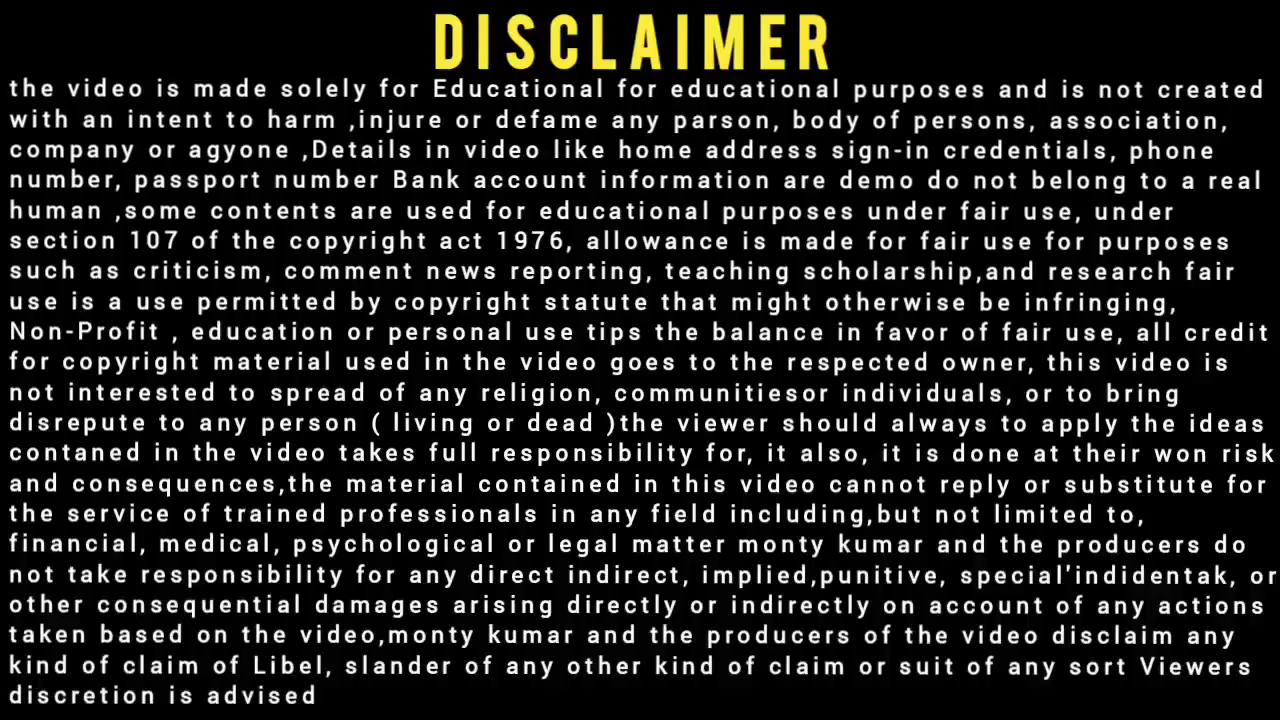 DISCLAIMER
the video is made solely for Educational for educational purposes and is not created
with an intent to harm ,injure or defame any parson, body of persons, association,
company or agyone ,Details in video like home address sign-in credentials, phone
number, passport number Bank account information are demo do not belong to a real
human ,some contents are used for educational purposes under fair use, under
section 107 of the copyright act 1976, allowance is made for fair use for purposes
such as criticism, comment news reporting, teaching scholarship,and research fair
use is a use permitted by copyright statute that might otherwise be infringing,
Non-Profit , education or personal use tips the balance in favor of fair use, all credit
for copyright material used in the video goes to the respected owner, this video is
not interested to spread of any religion, communitiesor individuals, or to bring
disrepute to any person ( living or dead )the viewer should always to apply the ideas
contaned in the video takes full responsibility for, it also, it is done at their won risk
and consequences,the material contained in this video cannot reply or substitute for
the service of trained professionals in any field including,but not limited to,
financial, medical, psychological or legal matter monty kumar and the producers do
not take responsibility for any direct indirect, implied,punitive, special'indidentak, or
other consequential damages arising directly or indirectly on account of any actions
taken based on the video,monty kumar and the producers of the video disclaim any
kind of claim of Libel, slander of any other kind of claim or suit of any sort Viewers
discretion is advised